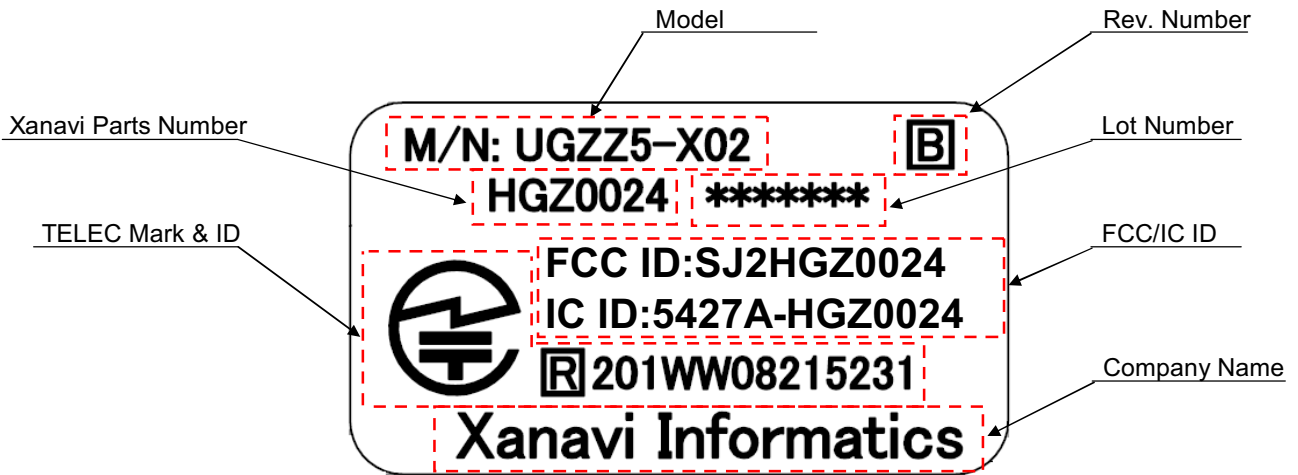 Model
Rev. Number
Xanavi Parts Number
M/N: UGZZ5-X02
B
Lot Number
HGZ0024 *******
TELEC Mark & ID
FCC ID:SJ2HGZ0024
FCC/IC ID
IC ID:5427A-HGZ0024
R 201WW08215231
Company Name
Xanavi Informatics